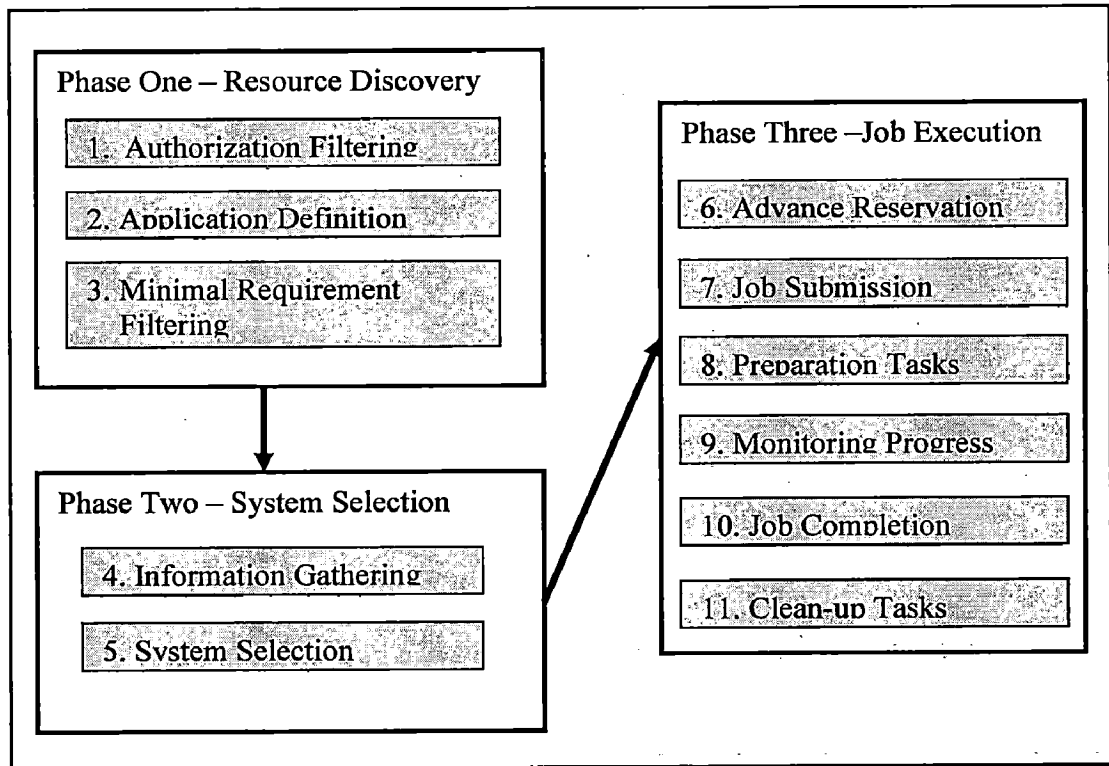 Phase One – Resource Discovery
1. Authorization Filtering
2. Application Definition
3. Minimal Requirement
Filtering
Phase Two – System Selection
4. Information Gathering
5. System Selection
Phase Three –Job Execution
6. Advance Reservation
7. Job Submission
8. Preparation Tasks
9. Monitoring Progress
10. Job Completion
11. Clean-up Tasks